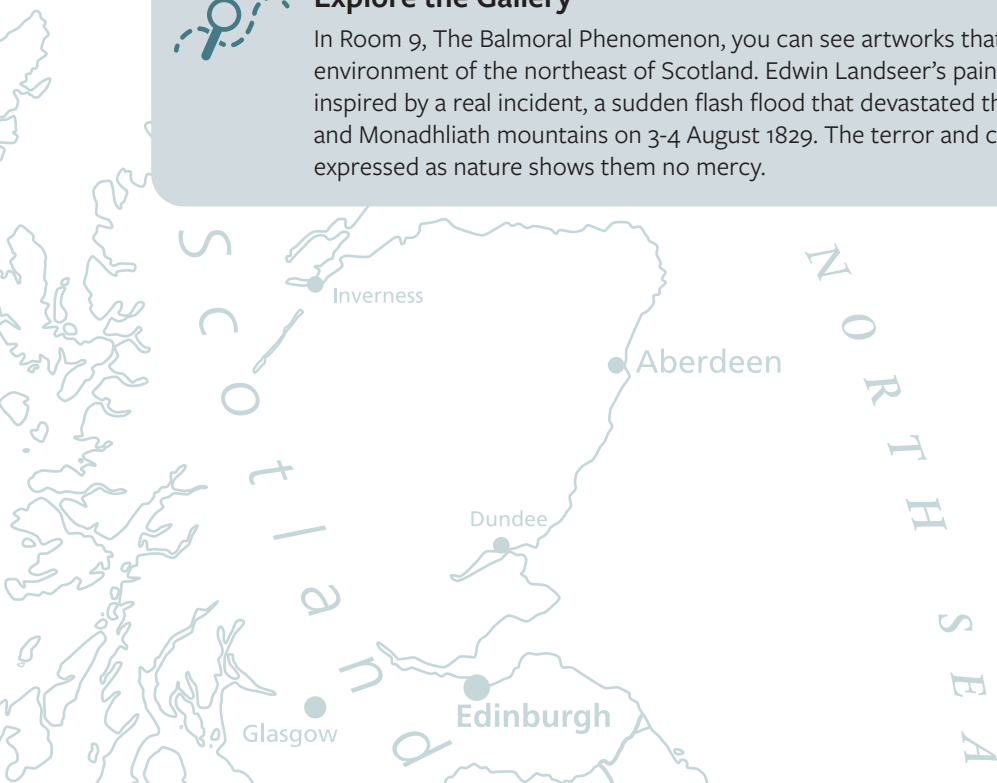 Explore the Gallery
In Room 9, The Balmoral Phenomenon, you can see artworks that
environment of the northeast of Scotland. Edwin Landseer’s
inspired by a real incident, a sudden flash flood that devastated
and Monadhliath mountains on 3-4 August 1829. The terror and
expressed as nature shows them no mercy.
Scotland
NORTH SEA
Inverness
Aberdeen
Dundee
Edinburgh
Glasgow